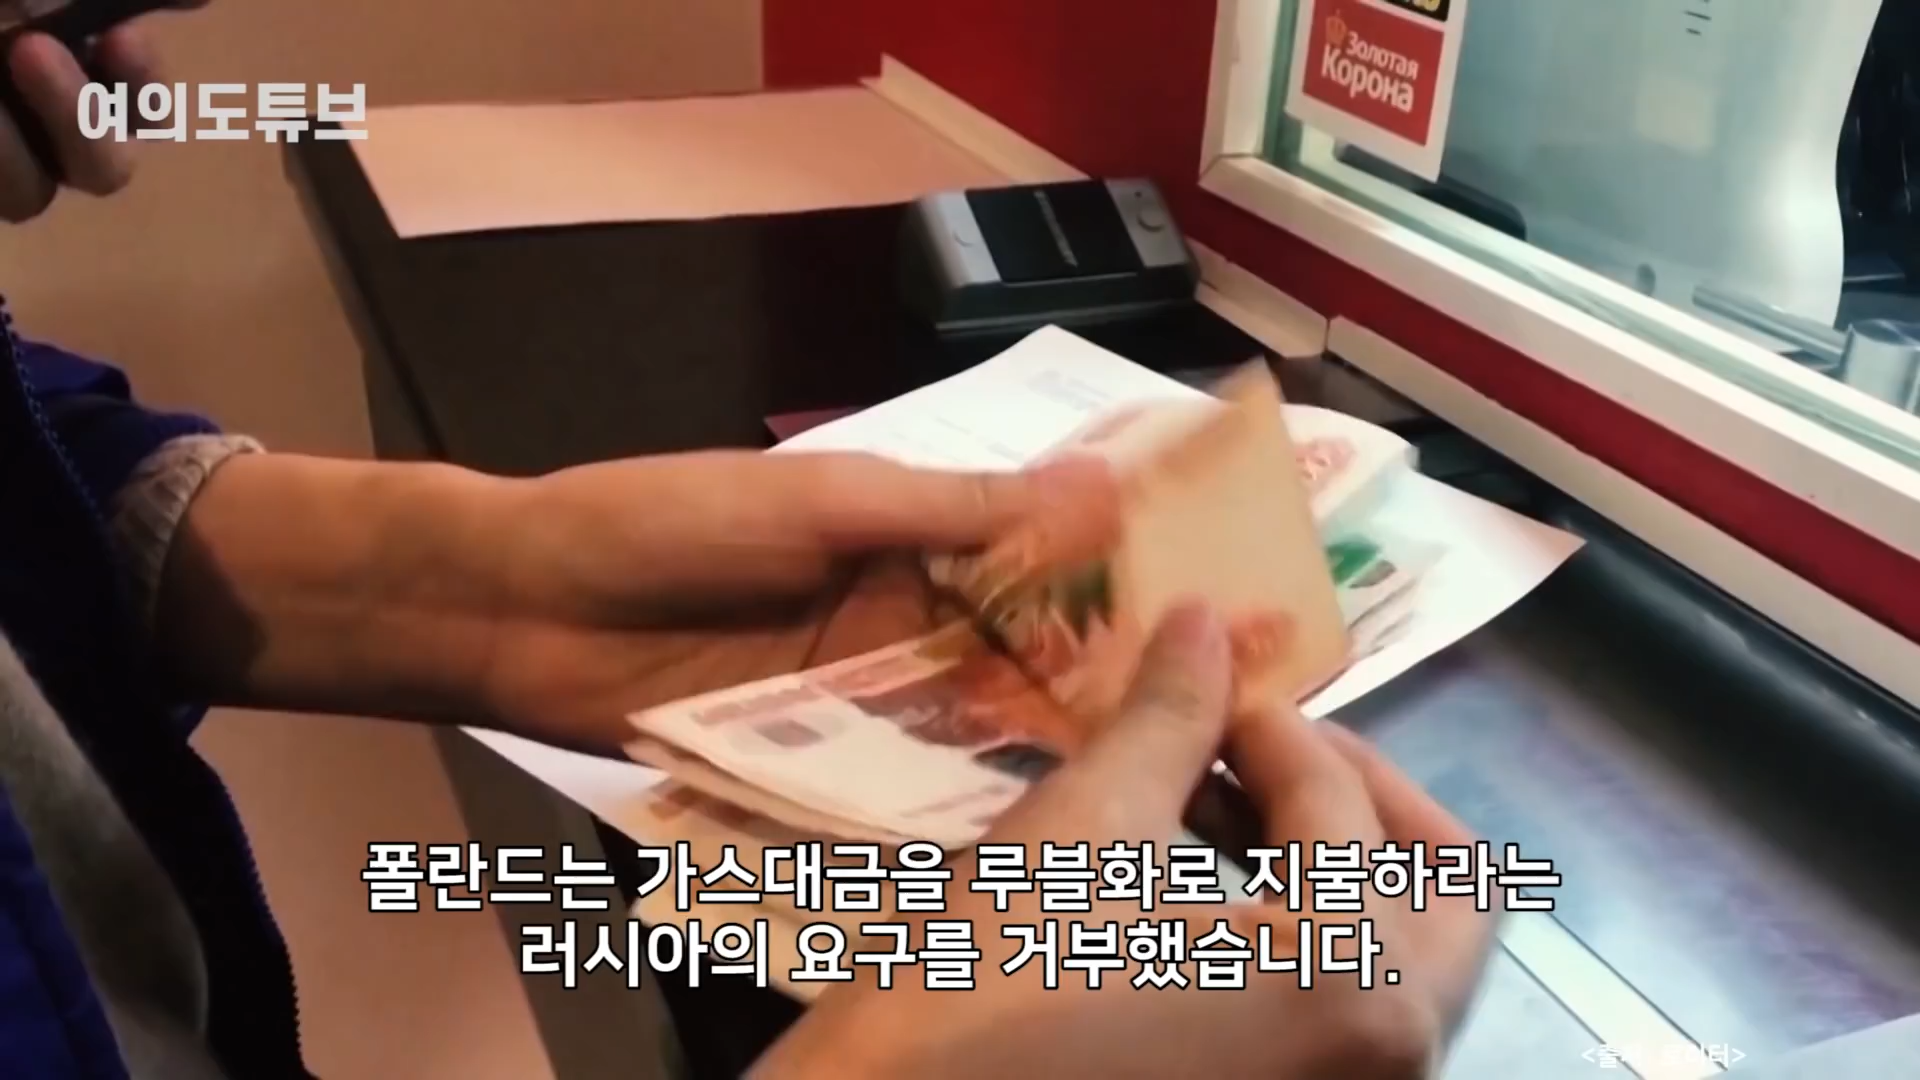 여의도튜브
Золотая
Корона
폴란드는 가스대금을 루블화로 지불하라는
러시아의 요구를 거부했습니다.